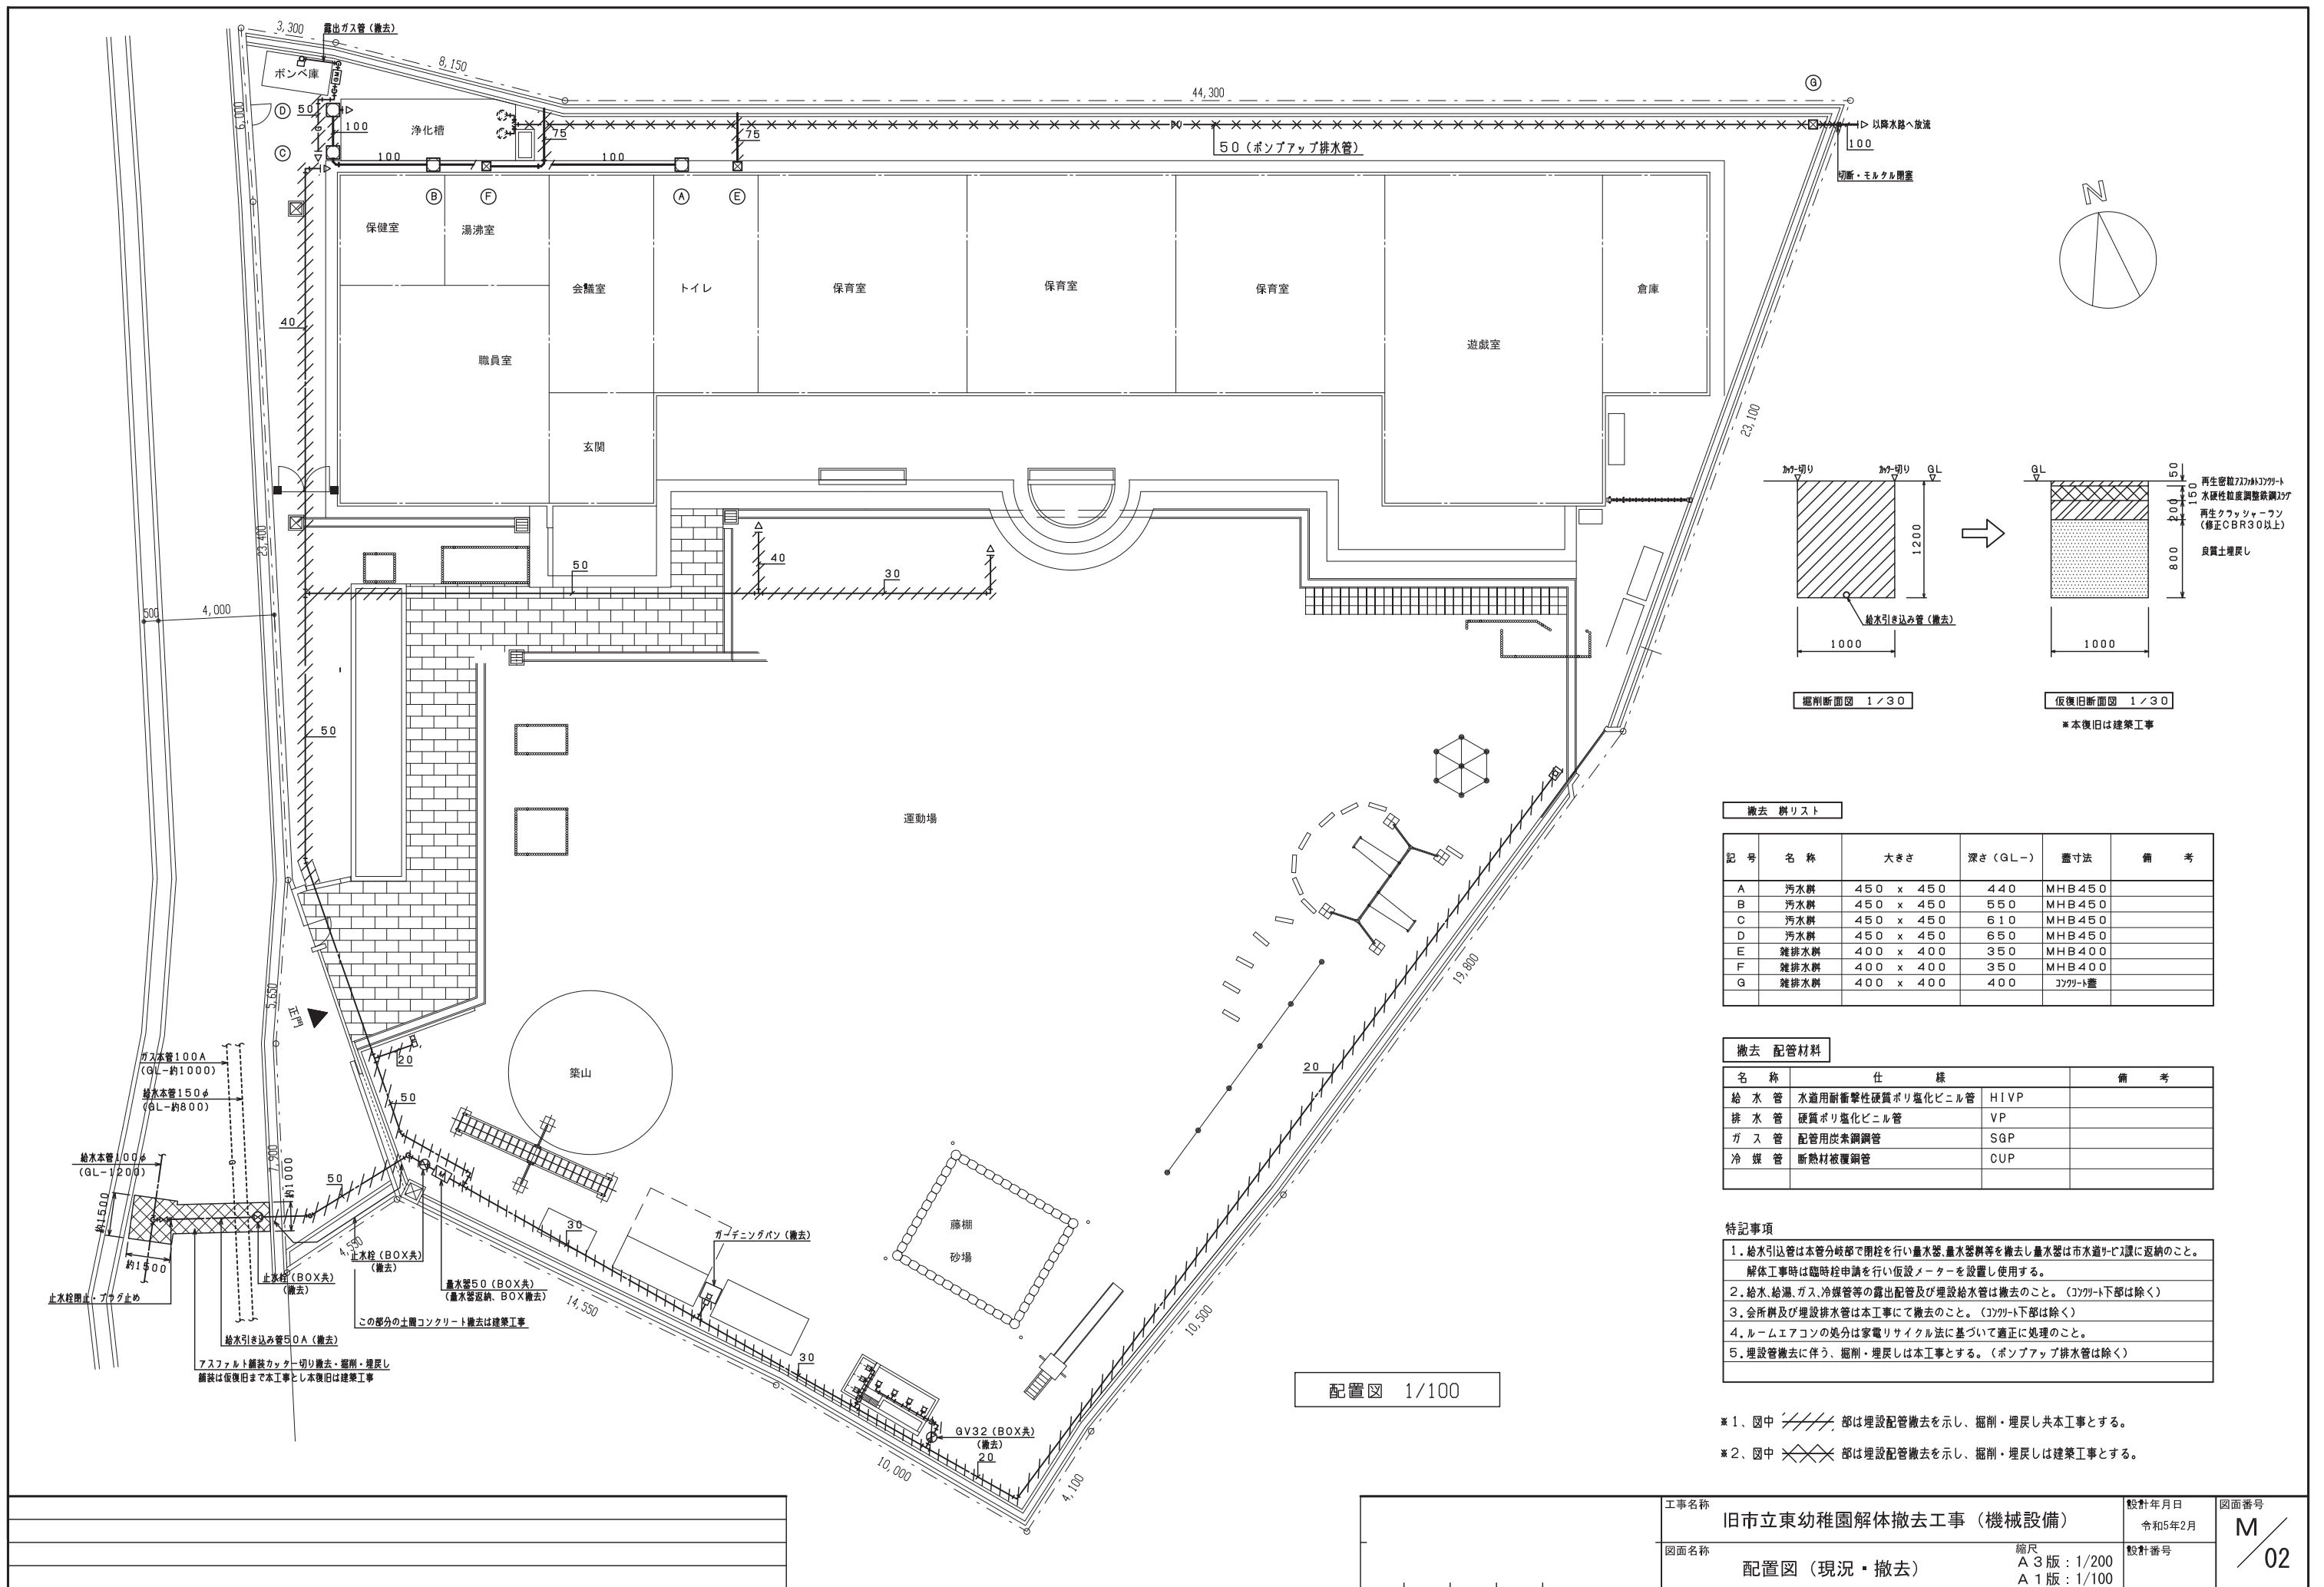 3,300
露出ガス管（撤去）
8,150
44,300
G
ボンベ庫
6,000
D
50
100
浄化槽
75
75
以降水路へ放流
50（ポンプアップ排水管）
100
切断・モルタル閉塞
C
100
100
B
F
A
E
N
保健室
湯沸室
会議室
トイレ
保育室
保育室
保育室
倉庫
40
職員室
遊戯室
玄関
23,100
23,400
50
40
30
500
4,000
50
運動場
19,800
5,650
正門
20
20
築山
50
ガス本管100A
(GL-約1000)
給水本管150φ
(GL-約800)
給水本管100φ
(GL-1200)
7,900
約1000
50
約1500
約1500
4,550
止水栓（BOX共）
（撤去）
止水栓（BOX共）
（撤去）
量水器50（BOX共）
（量水器返納、BOX撤去）
止水栓閉止・プラグ止め
この部分の土間コンクリート撤去は建築工事
給水引き込み管50A（撤去）
アスファルト舗装カッター切り撤去・掘削・埋戻し
舗装は仮復旧まで本工事とし本復旧は建築工事
30
ガーデニングパン（撤去）
14,550
藤棚
砂場
30
10,500
GV32（BOX共）
（撤去）
20
10,000
4,100
配置図　1/100
ｶｯﾀｰ切り
ｶｯﾀｰ切り
GL
1200
給水引き込み管（撤去）
1000
掘削断面図　1／30
GL
50
150
200
800
再生密粒ｱｽﾌｧﾙﾄｺﾝｸﾘｰﾄ
水硬性粒度調整鉄鋼ｽﾗｸﾞ
再生クラッシャーラン
（修正CBR30以上）
良質土埋戻し
1000
仮復旧断面図　1／30
※本復旧は建築工事
撤去　桝リスト
記　号　名　称　大きさ　深さ（GL−）　蓋寸法　備　考
A　汚水桝　450 x 450　440　MHB450
B　汚水桝　450 x 450　550　MHB450
C　汚水桝　450 x 450　610　MHB450
D　汚水桝　450 x 450　650　MHB450
E　雑排水桝　400 x 400　350　MHB400
F　雑排水桝　400 x 400　350　MHB400
G　雑排水桝　400 x 400　400　ｺﾝｸﾘｰﾄ蓋
撤去　配管材料
名　称　仕　様　備　考
給　水　管　水道用耐衝撃性硬質ポリ塩化ビニル管　HIVP
排　水　管　硬質ポリ塩化ビニル管　VP
ガ　ス　管　配管用炭素鋼鋼管　SGP
冷　媒　管　断熱材被覆銅管　CUP
特記事項
1．給水引込管は本管分岐部で閉栓を行い量水器、量水器桝等を撤去し量水器は市水道ｻｰﾋﾞｽ課に返納のこと。
解体工事時は臨時栓申請を行い仮設メーターを設置し使用する。
2．給水、給湯、ガス、冷媒管等の露出配管及び埋設給水管は撤去のこと。（ｺﾝｸﾘｰﾄ下部は除く）
3．会所桝及び埋設排水管は本工事にて撤去のこと。（ｺﾝｸﾘｰﾄ下部は除く）
4．ルームエアコンの処分は家電リサイクル法に基づいて適正に処理のこと。
5．埋設管撤去に伴う、掘削・埋戻しは本工事とする。（ポンプアップ排水管は除く）
※1、図中　部は埋設配管撤去を示し、掘削・埋戻し共本工事とする。
※2、図中　部は埋設配管撤去を示し、掘削・埋戻しは建築工事とする。
工事名称
旧市立東幼稚園解体撤去工事（機械設備）
設計年月日
令和5年2月
図面番号
M／02
図面名称
配置図（現況・撤去）
縮尺
A3版：1/200
A1版：1/100
設計番号